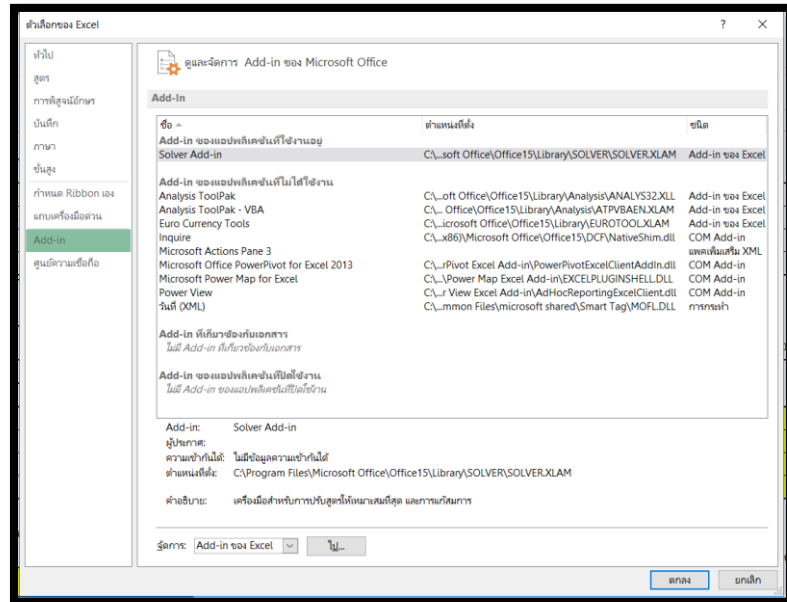 ตัวเลือกของ Excel
? ×
ทั่วไป
สูตร
การพิสูจน์อักษร
บันทึก
ภาษา
ขั้นสูง
กำหนด Ribbon เอง
แถบเครื่องมือด่วน
Add-in
ศูนย์ความเชื่อถือ
ดูและจัดการ Add-in ของ Microsoft Office
Add-In
ชื่อ ตำแหน่งที่ตั้ง ชนิด
Add-in ของแอปพลิเคชันที่ใช้งานอยู่
Solver Add-in C:\...soft Office\Office15\Library\SOLVER\SOLVER.XLAM Add-in ของ Excel
Add-in ของแอปพลิเคชันที่ไม่ได้ใช้งาน
Analysis ToolPak C:\...oft Office\Office15\Library\Analysis\ANALYS32.XLL Add-in ของ Excel
Analysis ToolPak - VBA C:\... Office\Office15\Library\Analysis\ATPVBAEN.XLAM Add-in ของ Excel
Euro Currency Tools C:\...icrosoft Office\Office15\Library\EUROTOOL.XLAM Add-in ของ Excel
Inquire C:\...x86)\Microsoft Office\Office15\DCF\NativeShim.dll COM Add-in
Microsoft Actions Pane 3 แพคเพิ่มเสริม XML
Microsoft Office PowerPivot for Excel 2013 C:\...rPivot Excel Add-in\PowerPivotExcelClientAddIn.dll COM Add-in
Microsoft Power Map for Excel C:\...\Power Map Excel Add-in\EXCELPLUGINSHELL.DLL COM Add-in
Power View C:\...r View Excel Add-in\AdHocReportingExcelClient.dll COM Add-in
วันที่ (XML) C:\...mmon Files\microsoft shared\Smart Tag\MOFL.DLL การกระทำ
Add-in ที่เกี่ยวข้องกับเอกสาร
ไม่มี Add-in ที่เกี่ยวข้องกับเอกสาร
Add-in ของแอปพลิเคชันที่ปิดใช้งาน
ไม่มี Add-in ของแอปพลิเคชันที่ปิดใช้งาน
Add-in: Solver Add-in
ผู้ประกาศ:
ความเข้ากันได้: ไม่มีข้อมูลความเข้ากันได้
ตำแหน่งที่ตั้ง: C:\Program Files\Microsoft Office\Office15\Library\SOLVER\SOLVER.XLAM
คำอธิบาย: เครื่องมือสำหรับการปรับสูตรให้เหมาะสมที่สุด และการแก้สมการ
จัดการ: Add-in ของ Excel ไป...
ตกลง ยกเลิก